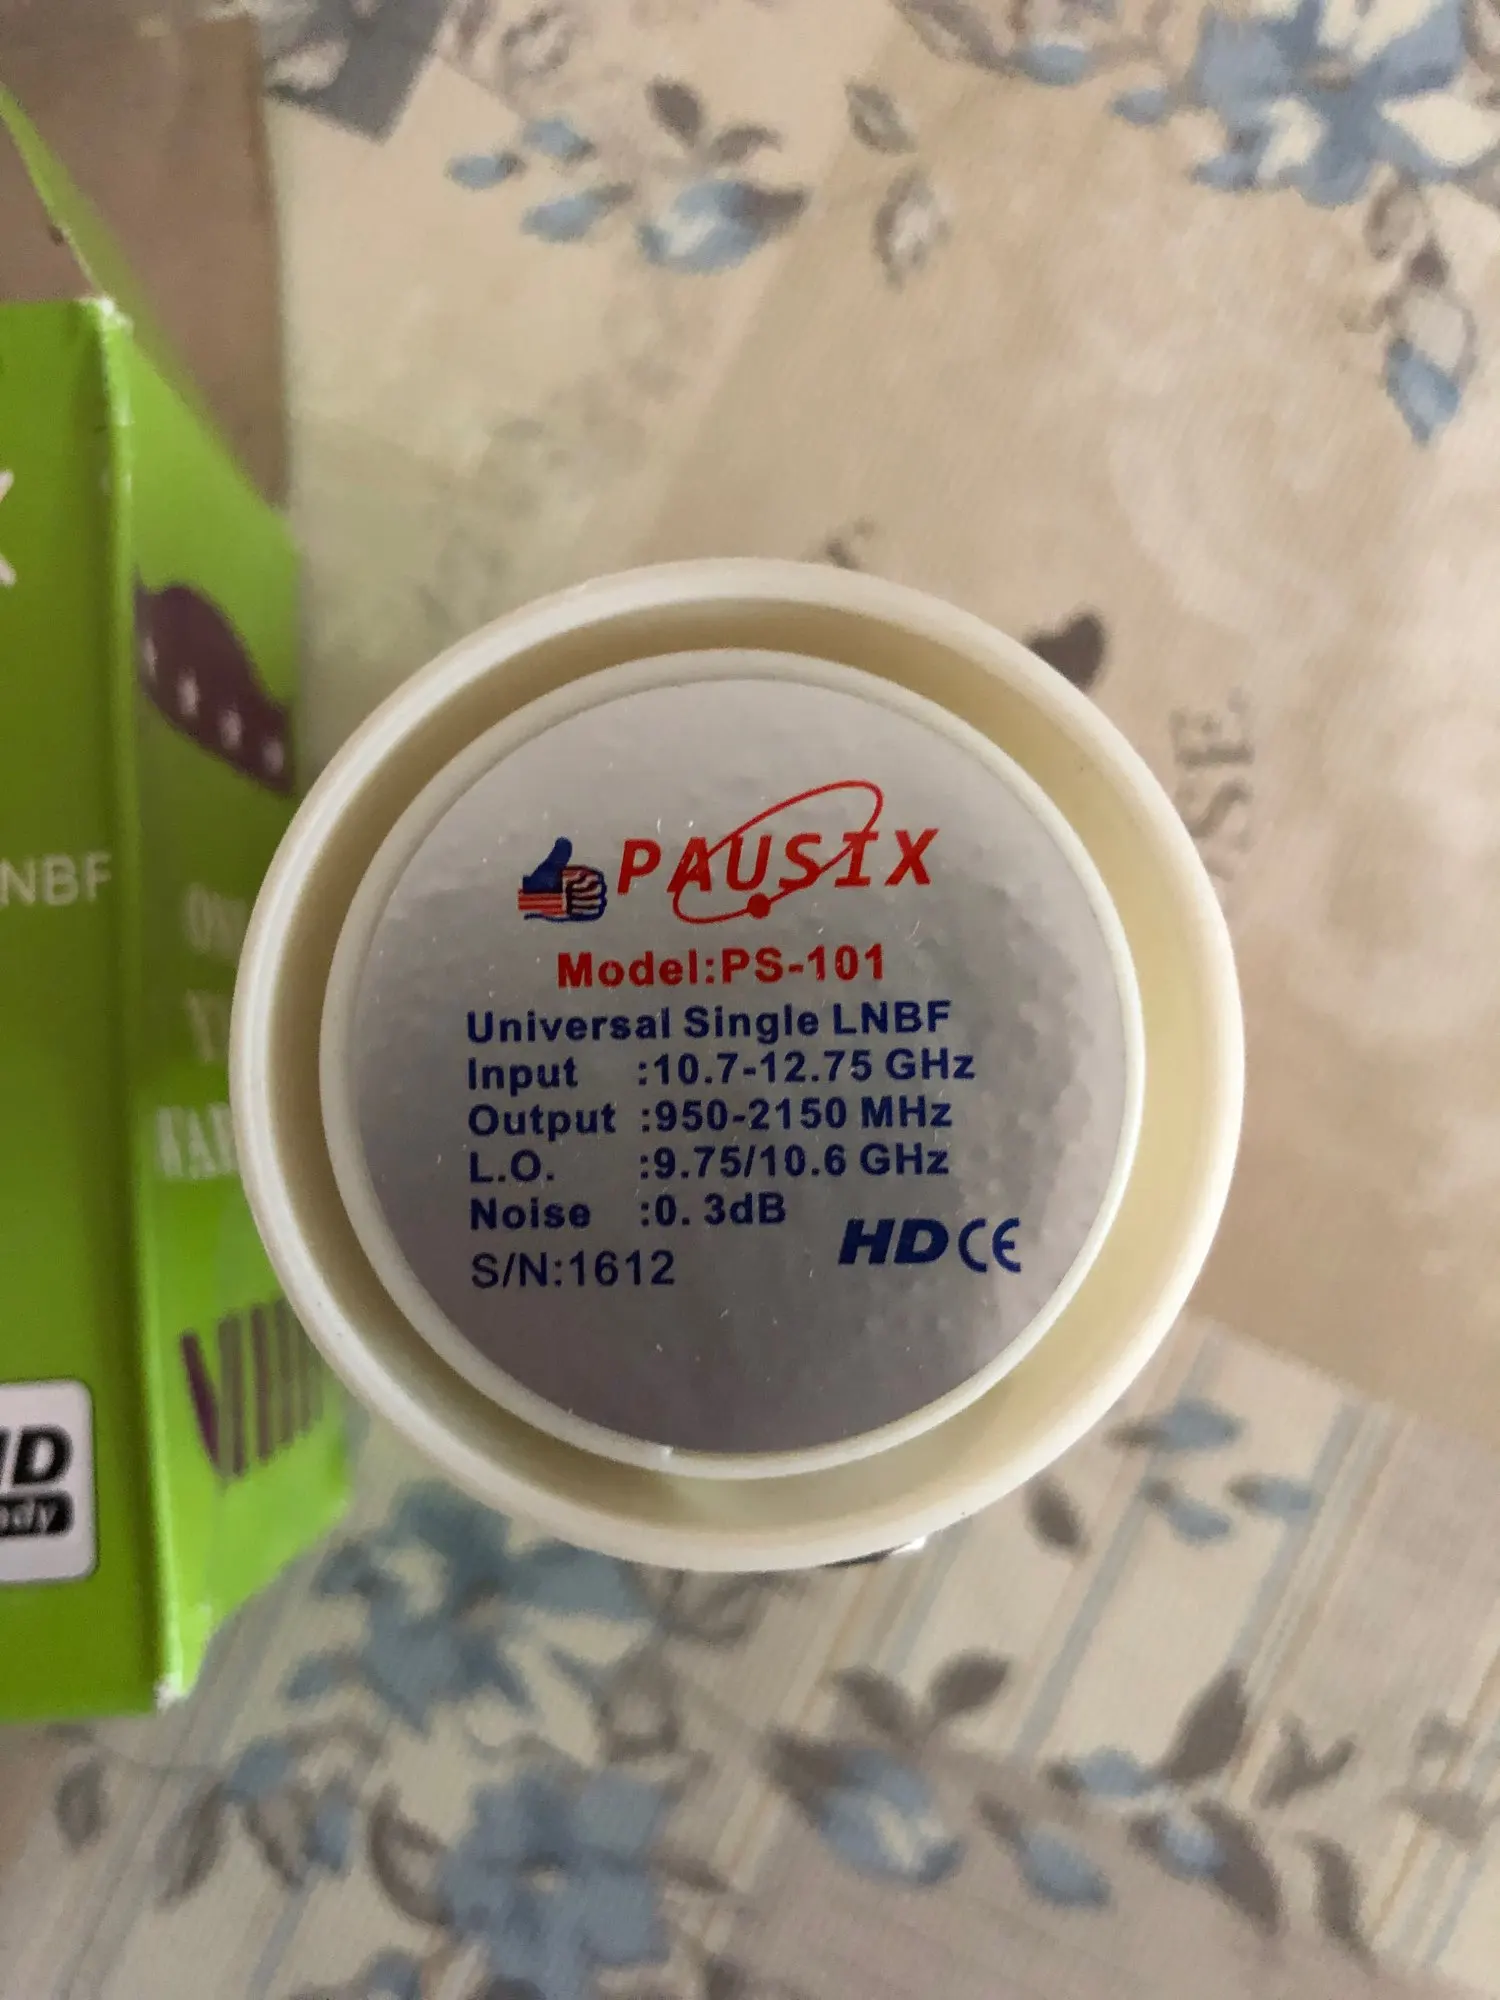 PAUSIX
Model:PS-101
Universal Single LNBF
Input :10.7-12.75 GHz
Output :950-2150 MHz
L.O. :9.75/10.6 GHz
Noise :0. 3dB
S/N:1612
HD CE
X
NBF